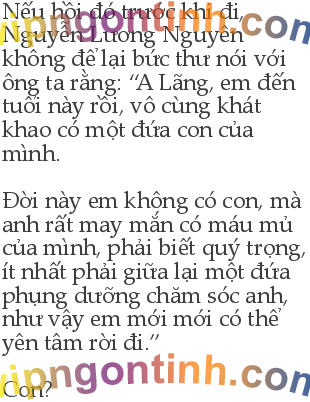 Nếu hồi đó trước khi đi,
Nguyễn Lương Nguyên
không để lại bức thư nói với
ông ta rằng: “A Lãng, em đến
tuổi này rồi, vô cùng khát
khao có một đứa con của
mình.
Đời này em không có con, mà
anh rất may mắn có máu mủ
của mình, phải biết quý trọng,
ít nhất phải giữa lại một đứa
phụng dưỡng chăm sóc anh,
như vậy em mới mới có thể
yên tâm rời đi.”
vipngontinh.com
Con?